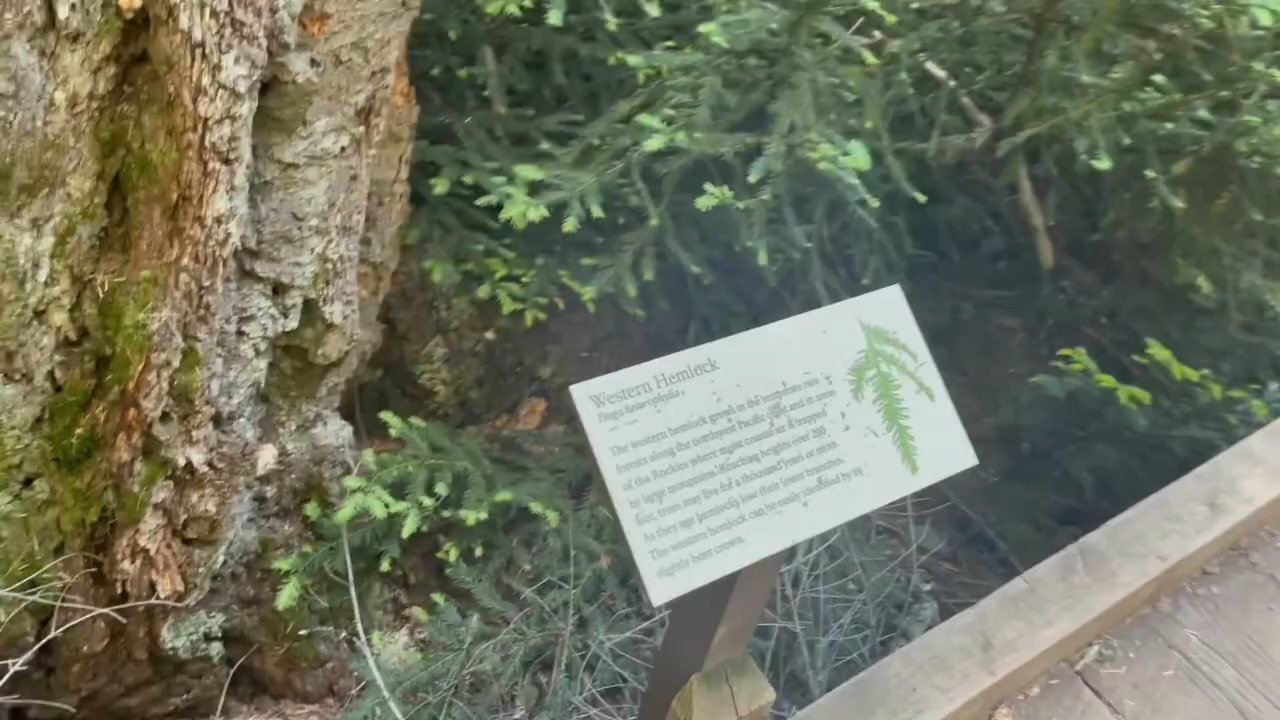 Western Hemlock
Tsuga heterophylla
The western hemlock grows in the temperate rain
forests along the northwest Pacific coast and in areas
of the Rockies where moist coastal air is trapped
by large mountains. Reaching heights over 200
feet, trees may live for a thousand years or more.
As they age hemlocks lose their lower branches.
The western hemlock can be easily identified by its
slightly bent crown.